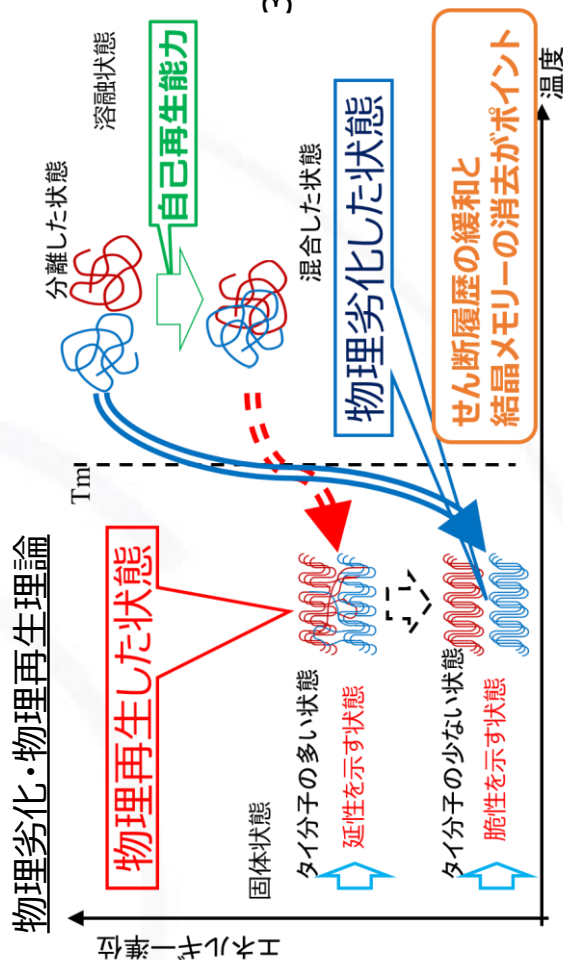 物理劣化・物理再生理論
エネルギー準位
物理再生した状態
Tm
分離した状態
溶融状態
自己再生能力
混合した状態
固体状態
タイ分子の多い状態
延性を示す状態
物理劣化した状態
タイ分子の少ない状態
脆性を示す状態
せん断履歴の緩和と
結晶メモリーの消去がポイント
温度
3